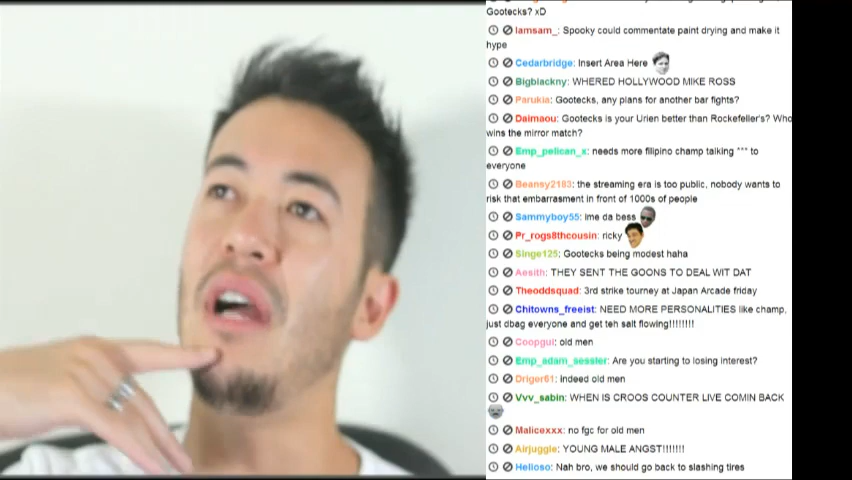 Gootecks? xD
Iamsam_: Spooky could commentate paint drying and make it
hype
Cedarbridge: Insert Area Here
Bigblackny: WHERED HOLLYWOOD MIKE ROSS
Parukia: Gootecks, any plans for another bar fights?
Daimaou: Gootecks is your Urien better than Rockefeller's? Who
wins the mirror match?
Emp_pelican_x: needs more filipino champ talking *** to
everyone
Beansy2183: the streaming era is too public, nobody wants to
risk that embarrasment in front of 1000s of people
Sammyboy55: ime da bess
Pr_rogs8thcousin: ricky
Singe125: Gootecks being modest haha
Aesith: THEY SENT THE GOONS TO DEAL WIT DAT
Theoddsquad: 3rd strike tourney at Japan Arcade friday
Chitowns_freeist: NEED MORE PERSONALITIES like champ,
just dbag everyone and get teh salt flowing!!!!!!!!
Coopgui: old men
Emp_adam_sessler: Are you starting to losing interest?
Driger61: indeed old men
Vvv_sabin: WHEN IS CROOS COUNTER LIVE COMIN BACK
Malicexxx: no fgc for old men
Airjuggie: YOUNG MALE ANGST!!!!!!!
Helioso: Nah bro, we should go back to slashing tires